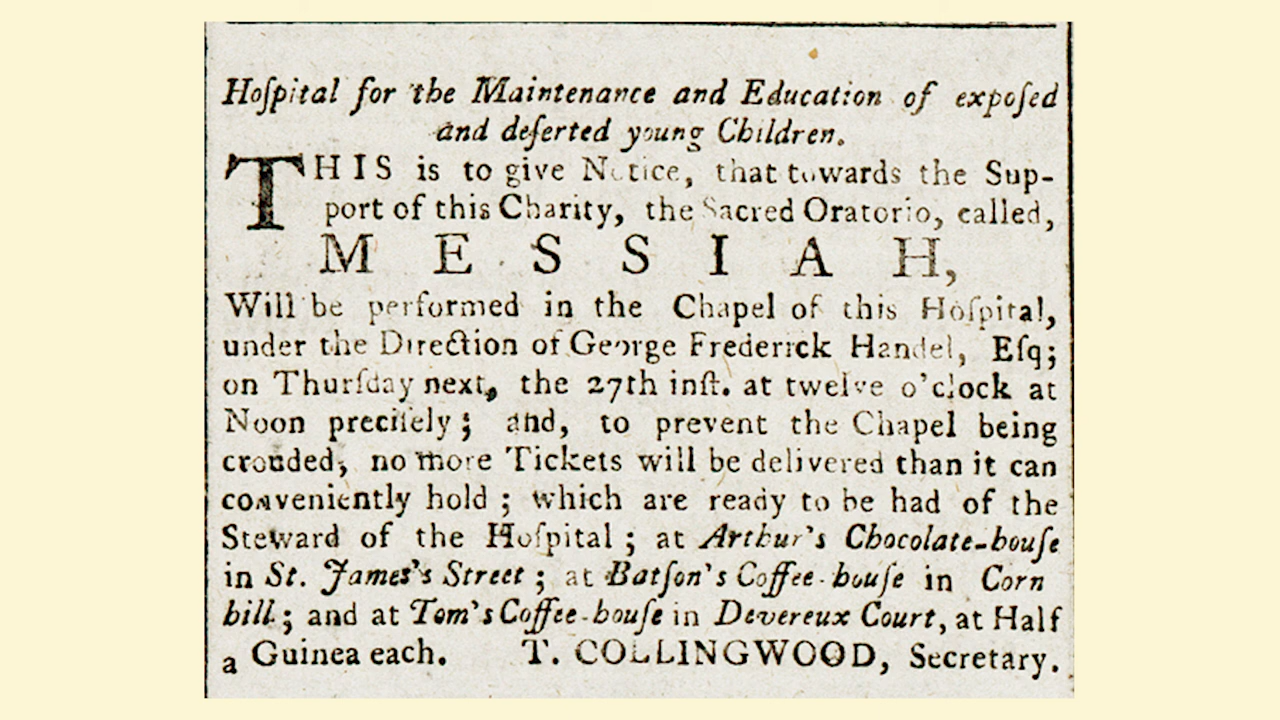 Hoſpital for the Maintenance and Education of expoſed
and deſerted young Children.
THIS is to give Notice, that towards the Sup-
port of this Charity, the Sacred Oratorio, called,
MESSIAH,
Will be performed in the Chapel of this Hoſpital,
under the Direction of George Frederick Handel, Eſq;
on Thurſday next, the 27th inſt. at twelve o'clock at
Noon preciſely; and, to prevent the Chapel being
crouded, no more Tickets will be delivered than it can
conveniently hold; which are ready to be had of the
Steward of the Hoſpital; at Arthur's Chocolate-houſe
in St. James's Street; at Batſon's Coffee-houſe in Corn
hill; and at Tom's Coffee-houſe in Devereux Court, at Half
a Guinea each. T. COLLINGWOOD, Secretary.